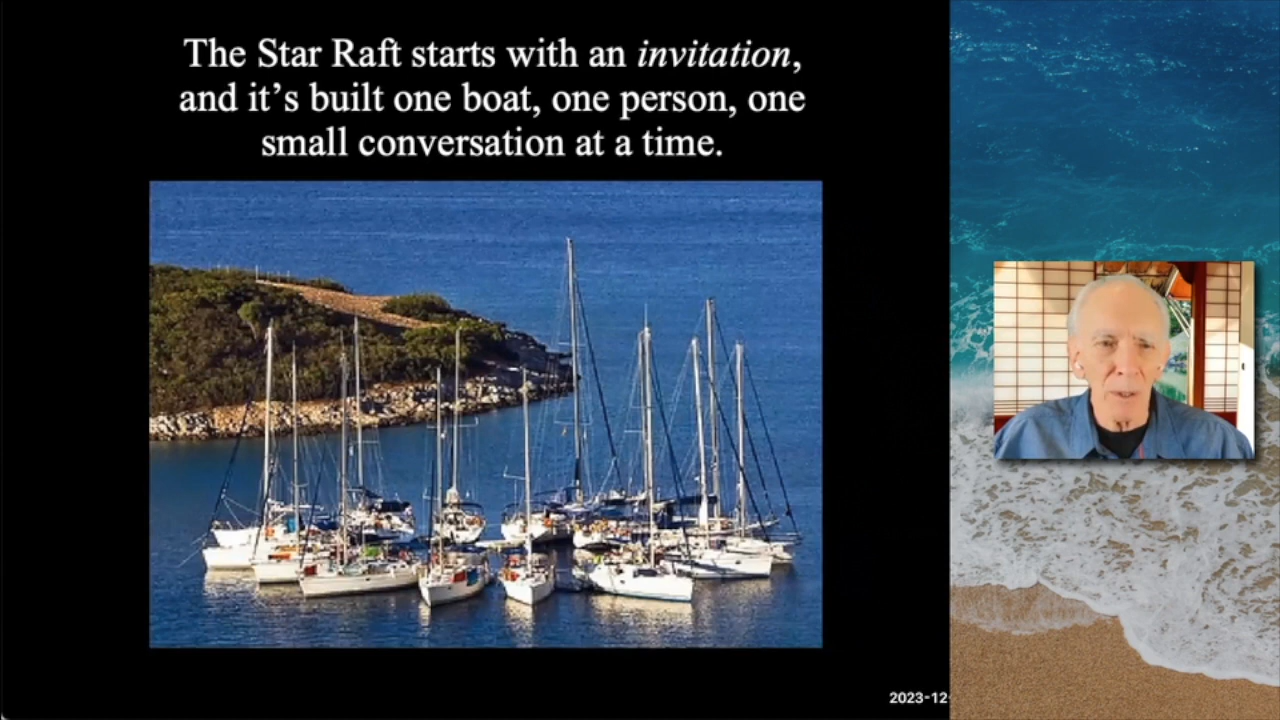 The Star Raft starts with an invitation,
and it’s built one boat, one person, one
small conversation at a time.
2023-12-